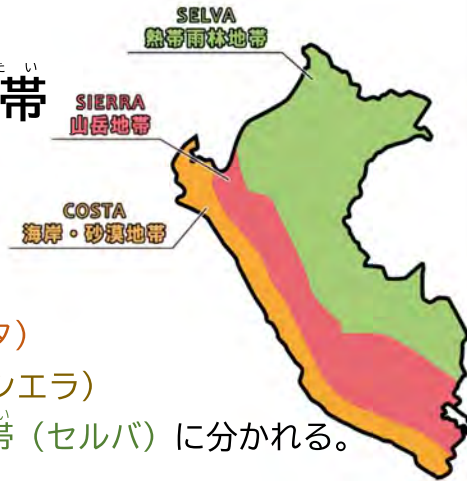 SELVA
熱帯雨林地帯
帯
SIERRA
山岳地帯
COSTA
海岸・砂漠地帯
タ）
エラ）
帯（セルバ）に分かれる。